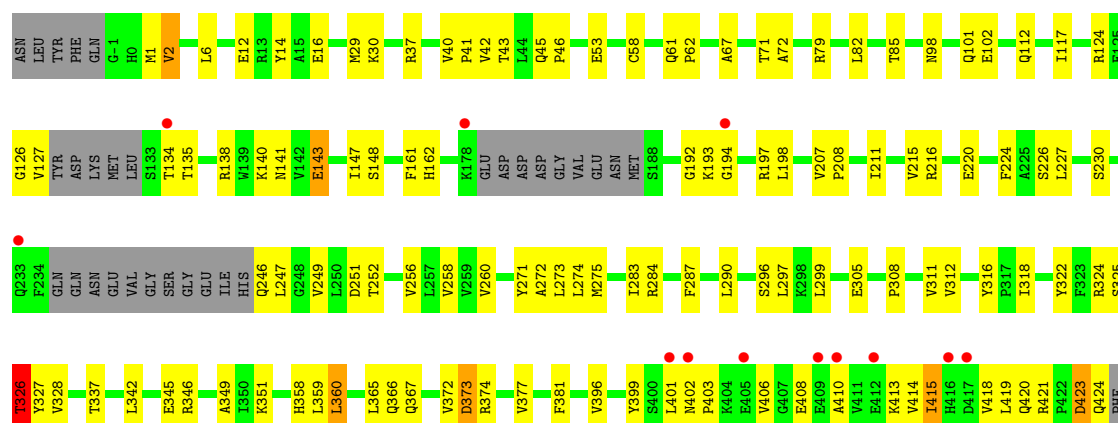 ASN LEU TYR PHE GLN G-1 H0 M1 V2 L6 E12 R13 Y14 A15 E16 M29 K30 R37 V40 P41 V42 T43 L44 Q45 P46 E53 C58 Q61 P62 A67 T71 A72 R79 L82 T85 N98 Q101 E102 Q112 I117 R124 E125
G126 V127 TYR ASP LYS MET LEU S133 T134 T135 R138 W139 K140 N141 V142 E143 I147 S148 F161 H162 K178 GLU ASP ASP ASP GLY VAL GLU ASN MET S188 G192 K193 G194 R197 L198 V207 P208 I211 V215 R216 E220 F224 A225 S226 L227 S230
Q233 F234 GLN GLN ASN GLU VAL GLY SER GLY GLU ILE HIS Q246 L247 G248 V249 L250 D251 T252 V256 L257 V258 V259 V260 Y271 A272 L273 L274 M275 I283 R284 F287 L290 S296 L297 K298 L299 E305 P308 V311 V312 Y316 P317 I318 Y322 F323 R324 S325
T326 Y327 V328 T337 L342 E345 R346 A349 I350 K351 H358 L359 L360 L365 Q366 Q367 V372 D373 R374 V377 F381 V396 Y399 S400 L401 N402 P403 K404 E405 V406 G407 E408 E409 A410 V411 E412 K413 V414 I415 H416 D417 V418 L419 Q420 R421 P422 D423 Q424 PHE